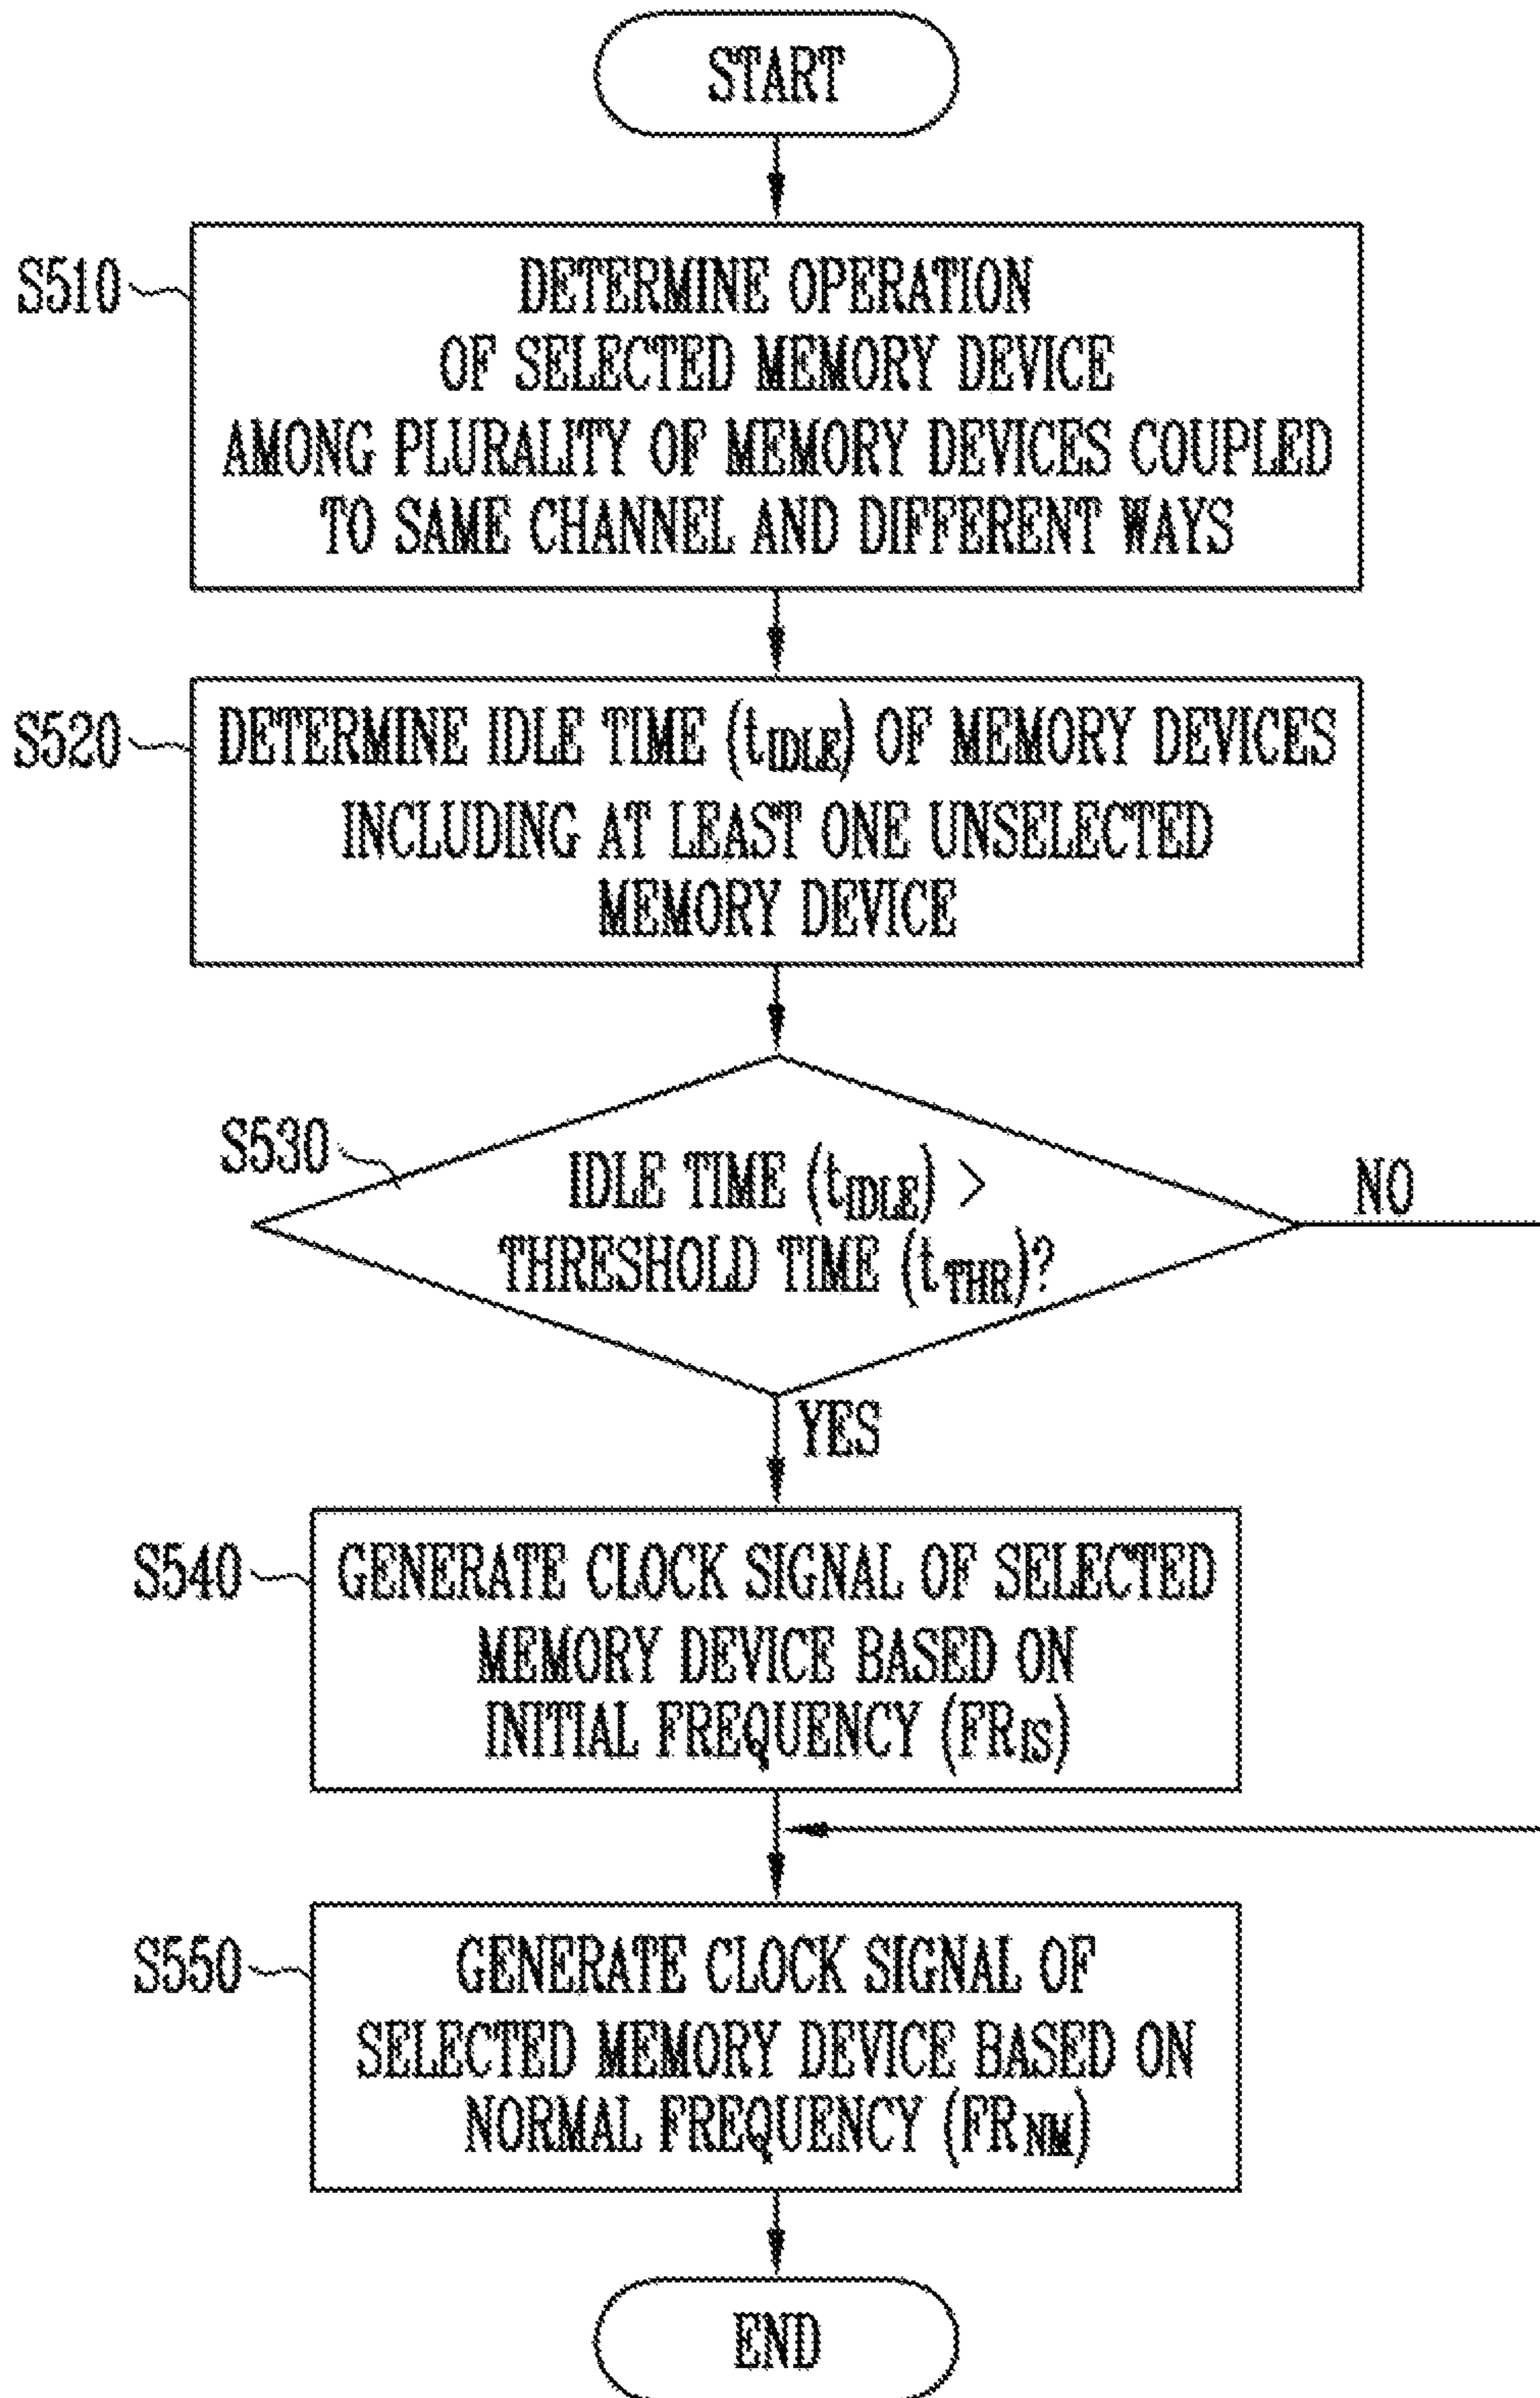 START
S510
DETERMINE OPERATION
OF SELECTED MEMORY DEVICE
AMONG PLURALITY OF MEMORY DEVICES COUPLED
TO SAME CHANNEL AND DIFFERENT WAYS
S520
DETERMINE IDLE TIME (tIDLE) OF MEMORY DEVICES
INCLUDING AT LEAST ONE UNSELECTED
MEMORY DEVICE
S530
IDLE TIME (tIDLE) >
THRESHOLD TIME (tTHR)?
NO
YES
S540
GENERATE CLOCK SIGNAL OF SELECTED
MEMORY DEVICE BASED ON
INITIAL FREQUENCY (FRIS)
S550
GENERATE CLOCK SIGNAL OF
SELECTED MEMORY DEVICE BASED ON
NORMAL FREQUENCY (FRNM)
END